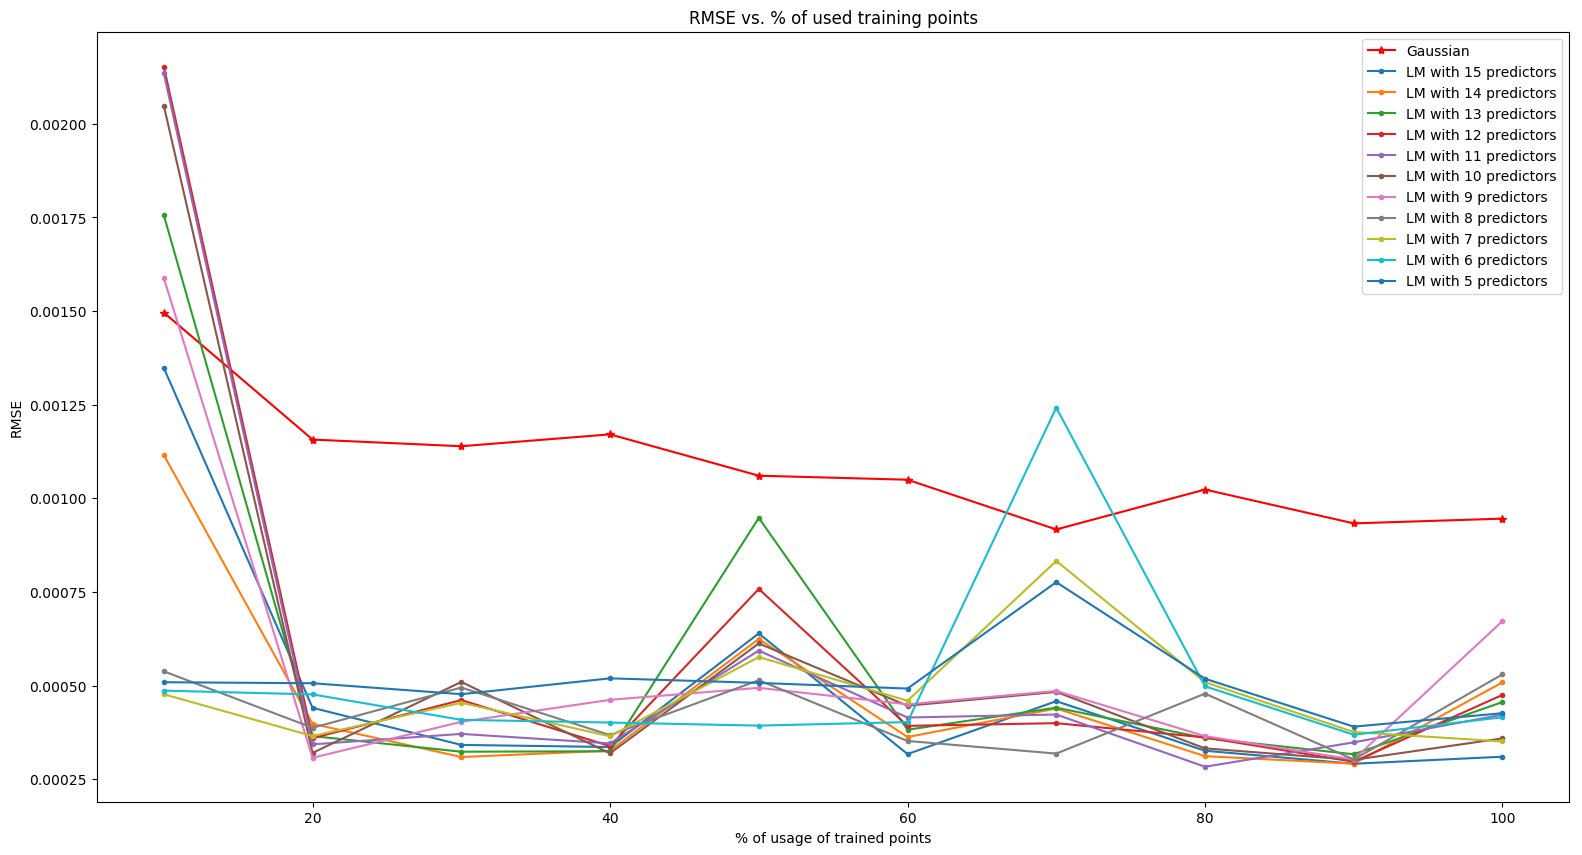 RMSE vs. % of used training points
Gaussian
LM with 15 predictors
LM with 14 predictors
LM with 13 predictors
LM with 12 predictors
LM with 11 predictors
LM with 10 predictors
LM with 9 predictors
LM with 8 predictors
LM with 7 predictors
LM with 6 predictors
LM with 5 predictors
RMSE
0.00200
0.00175
0.00150
0.00125
0.00100
0.00075
0.00050
0.00025
20
40
60
80
100
% of usage of trained points